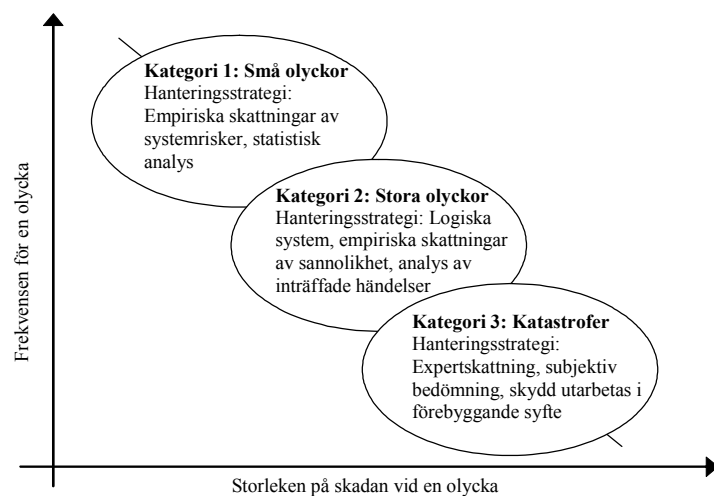 Kategori 1: Små olyckor
Hanteringsstrategi:
Empiriska skattningar av
systemrisker, statistisk
analys
Kategori 2: Stora olyckor
Hanteringsstrategi: Logiska
system, empiriska skattningar
av sannolikhet, analys av
inträffade händelser
Kategori 3: Katastrofer
Hanteringsstrategi:
Expertskattning, subjektiv
bedömning, skydd utarbetas i
förebyggande syfte
Frekvensen för en olycka
Storleken på skadan vid en olycka